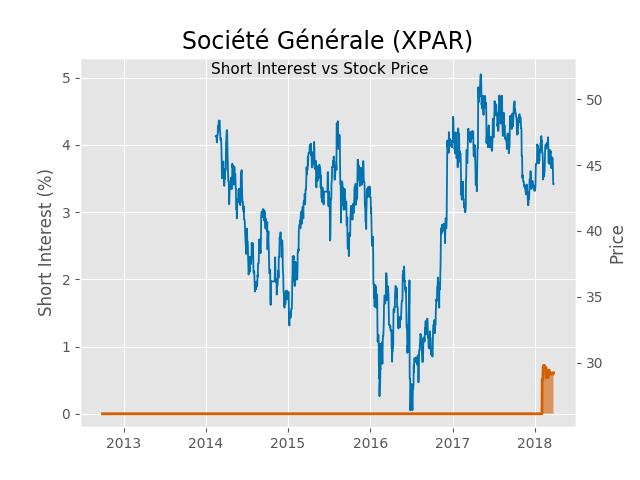 Société Générale (XPAR)
Short Interest vs Stock Price
Short Interest (%)
5
4
3
2
1
0
50
45
40
35
30
Price
2013 2014 2015 2016 2017 2018